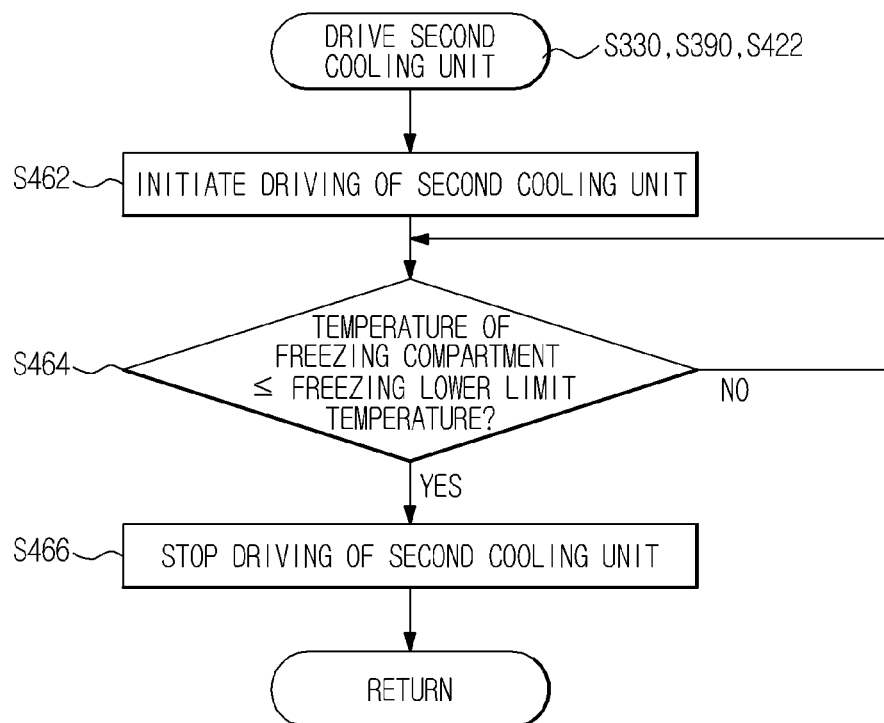 DRIVE SECOND
COOLING UNIT
S330, S390, S422
S462
INITIATE DRIVING OF SECOND COOLING UNIT
TEMPERATURE OF
FREEZING COMPARTMENT
≤ FREEZING LOWER LIMIT
TEMPERATURE?
S464
NO
YES
S466
STOP DRIVING OF SECOND COOLING UNIT
RETURN